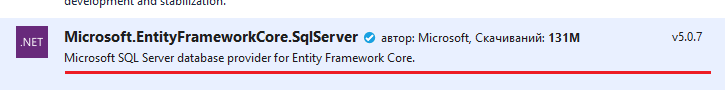 development and stabilization.
.NET Microsoft.EntityFrameworkCore.SqlServer автор: Microsoft, Скачиваний: 131M v5.0.7
Microsoft SQL Server database provider for Entity Framework Core.